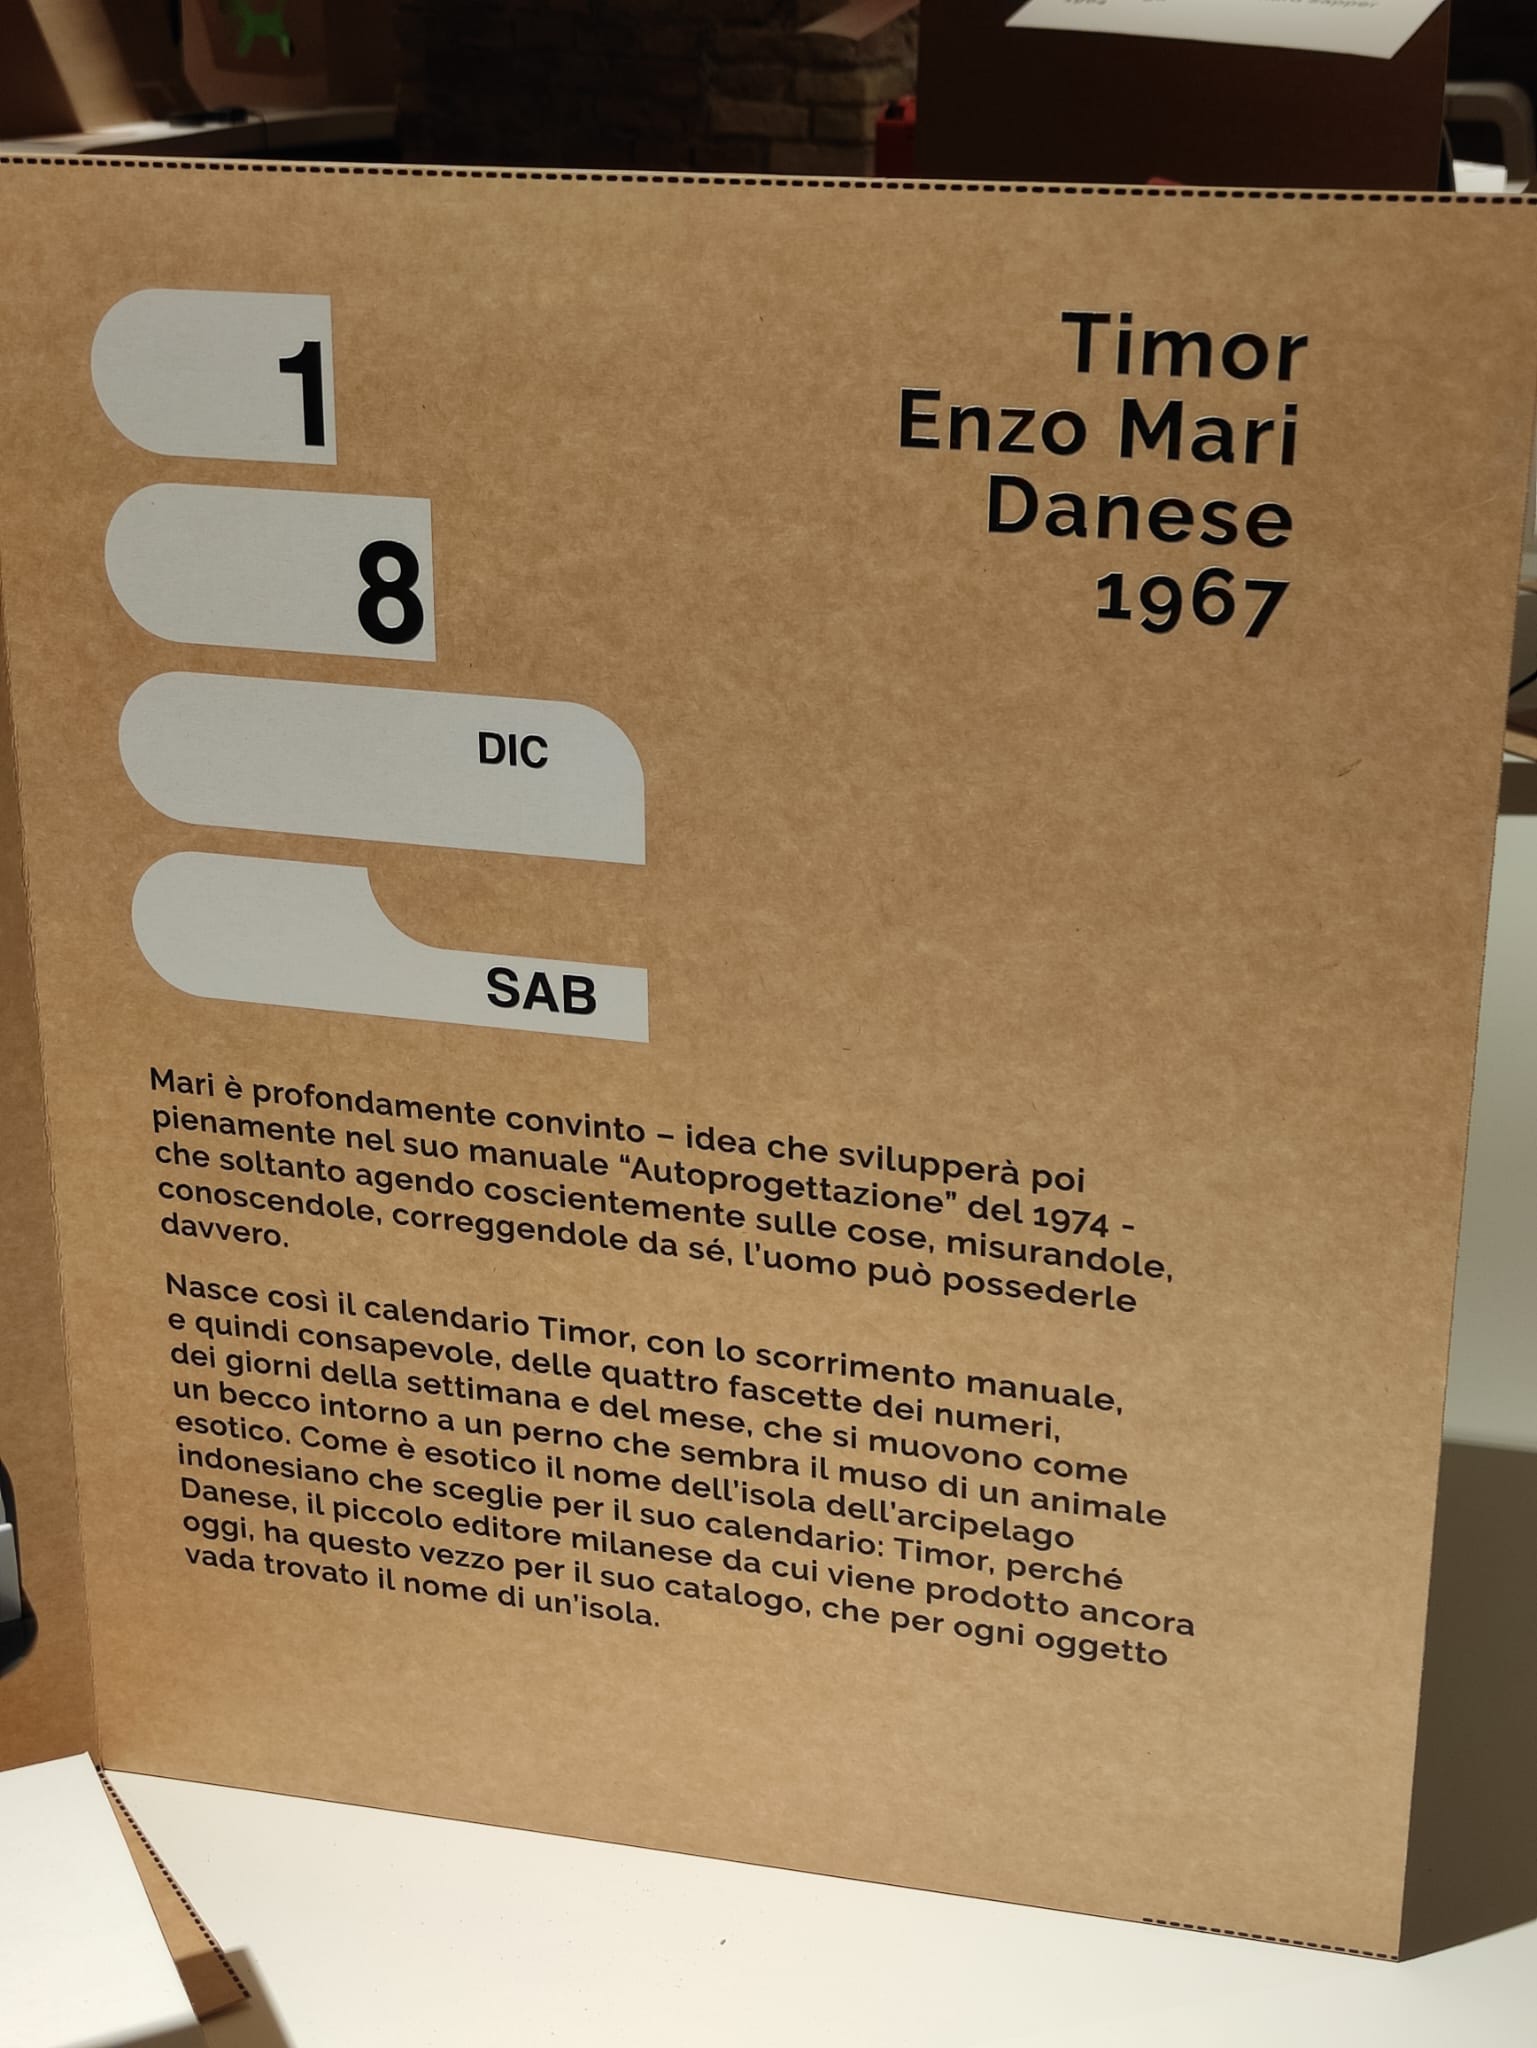 1964
Sapper
Timor
Enzo Mari
Danese
1967
1
8
DIC
SAB
Mari è profondamente convinto – idea che svilupperà poi
pienamente nel suo manuale “Autoprogettazione” del 1974 -
che soltanto agendo coscientemente sulle cose, misurandole,
conoscendole, correggendole da sé, l’uomo può possederle
davvero.
Nasce così il calendario Timor, con lo scorrimento manuale,
e quindi consapevole, delle quattro fascette dei numeri,
dei giorni della settimana e del mese, che si muovono come
un becco intorno a un perno che sembra il muso di un animale
esotico. Come è esotico il nome dell’isola dell’arcipelago
indonesiano che sceglie per il suo calendario: Timor, perché
Danese, il piccolo editore milanese da cui viene prodotto ancora
oggi, ha questo vezzo per il suo catalogo, che per ogni oggetto
vada trovato il nome di un’isola.